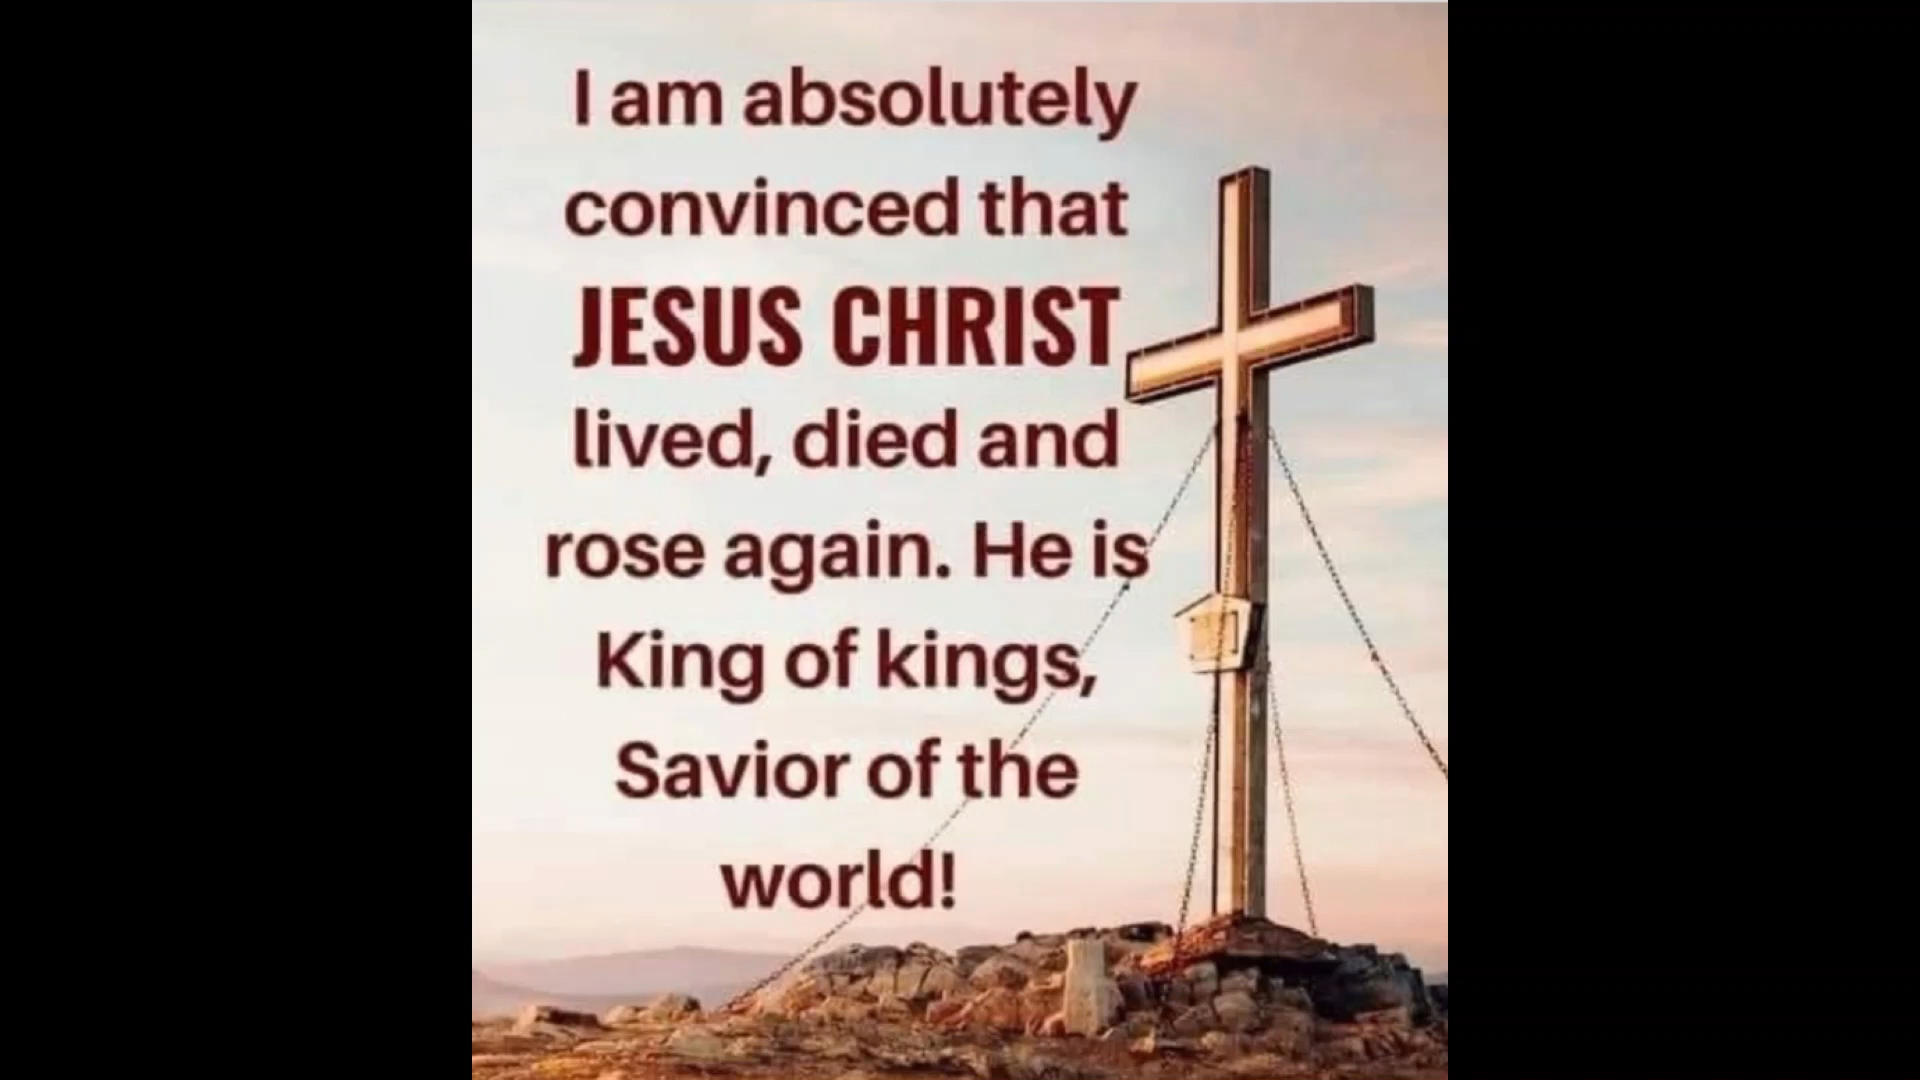 I am absolutely
convinced that
JESUS CHRIST
lived, died and
rose again. He is
King of kings,
Savior of the
world!